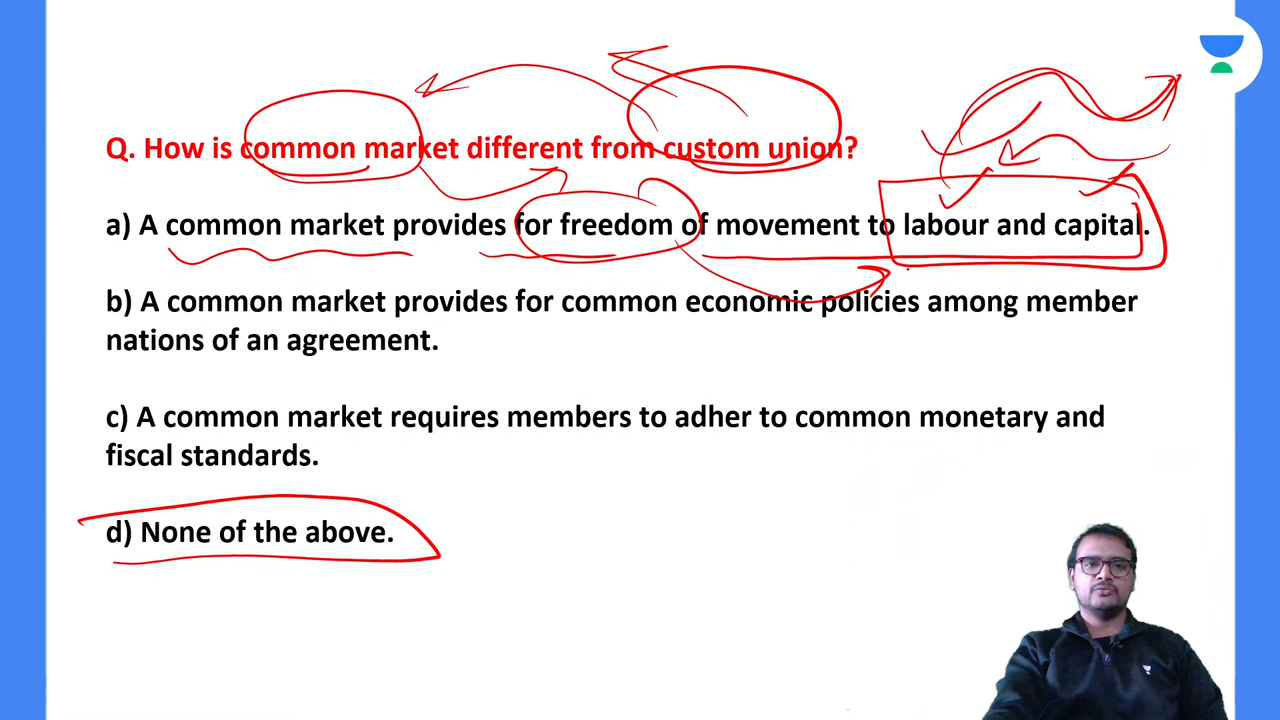 Q. How is common market different from custom union?
a) A common market provides for freedom of movement to labour and capital.
b) A common market provides for common economic policies among member
nations of an agreement.
c) A common market requires members to adher to common monetary and
fiscal standards.
d) None of the above.